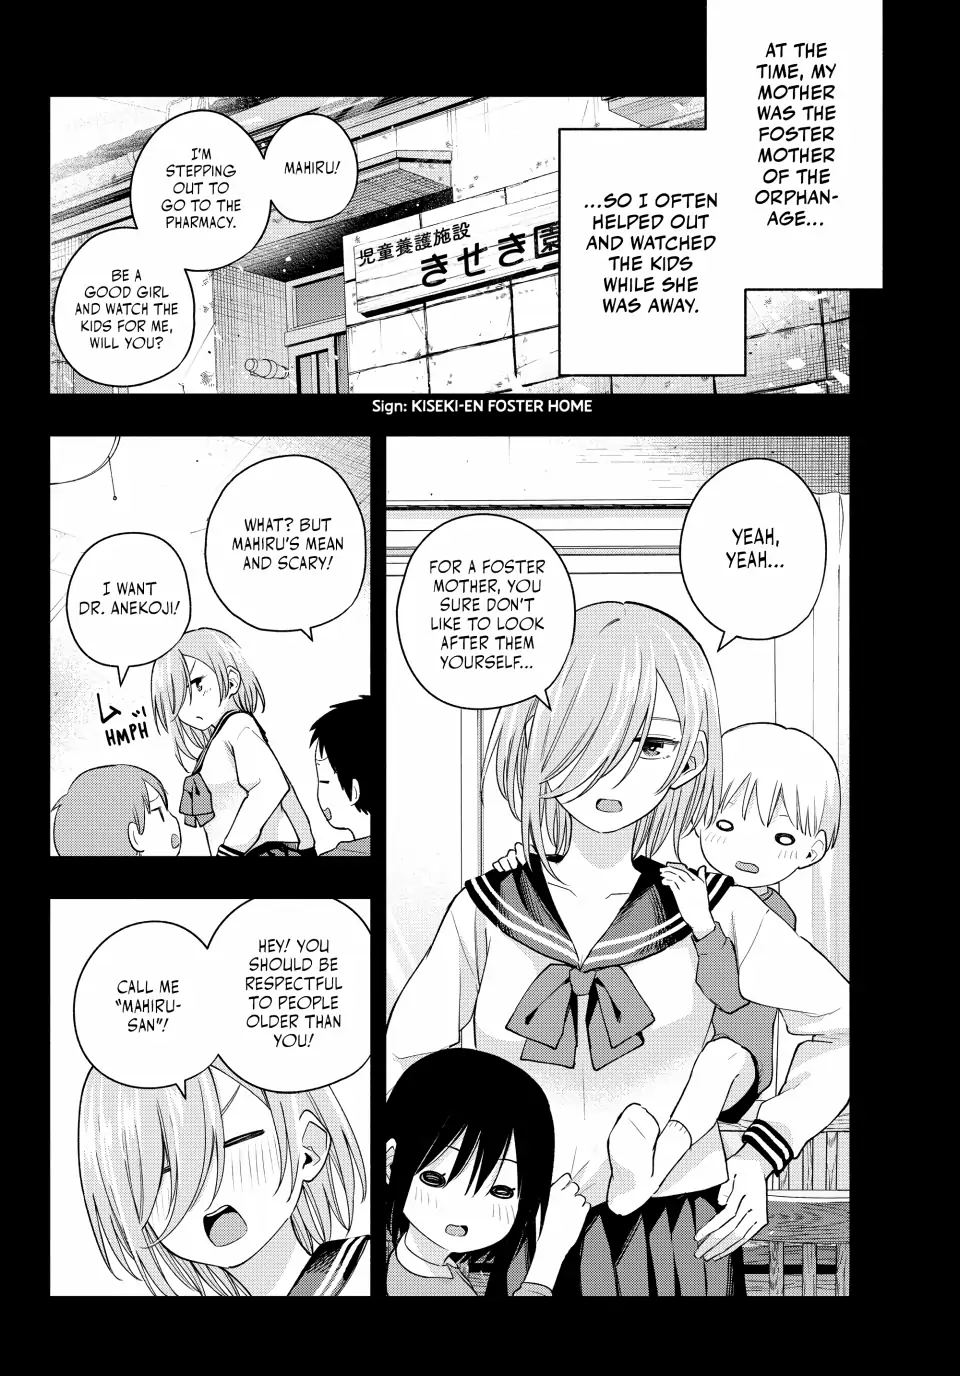 AT THE
TIME, MY
MOTHER
WAS THE
FOSTER
MOTHER
OF THE
ORPHAN-
AGE...
...SO I OFTEN
HELPED OUT
AND WATCHED
THE KIDS
WHILE SHE
WAS AWAY.
MAHIRU!
I'M
STEPPING
OUT TO
GO TO THE
PHARMACY.
BE A
GOOD GIRL
AND WATCH THE
KIDS FOR ME,
WILL YOU?
児童養護施設
きせき園
Sign: KISEKI-EN FOSTER HOME
YEAH,
YEAH...
FOR A FOSTER
MOTHER, YOU
SURE DON'T
LIKE TO LOOK
AFTER THEM
YOURSELF...
WHAT? BUT
MAHIRU'S MEAN
AND SCARY!
I WANT
DR. ANEKOJI!
ムッ
HMPH
HEY! YOU
SHOULD BE
RESPECTFUL
TO PEOPLE
OLDER THAN
YOU!
CALL ME
"MAHIRU-
SAN"!